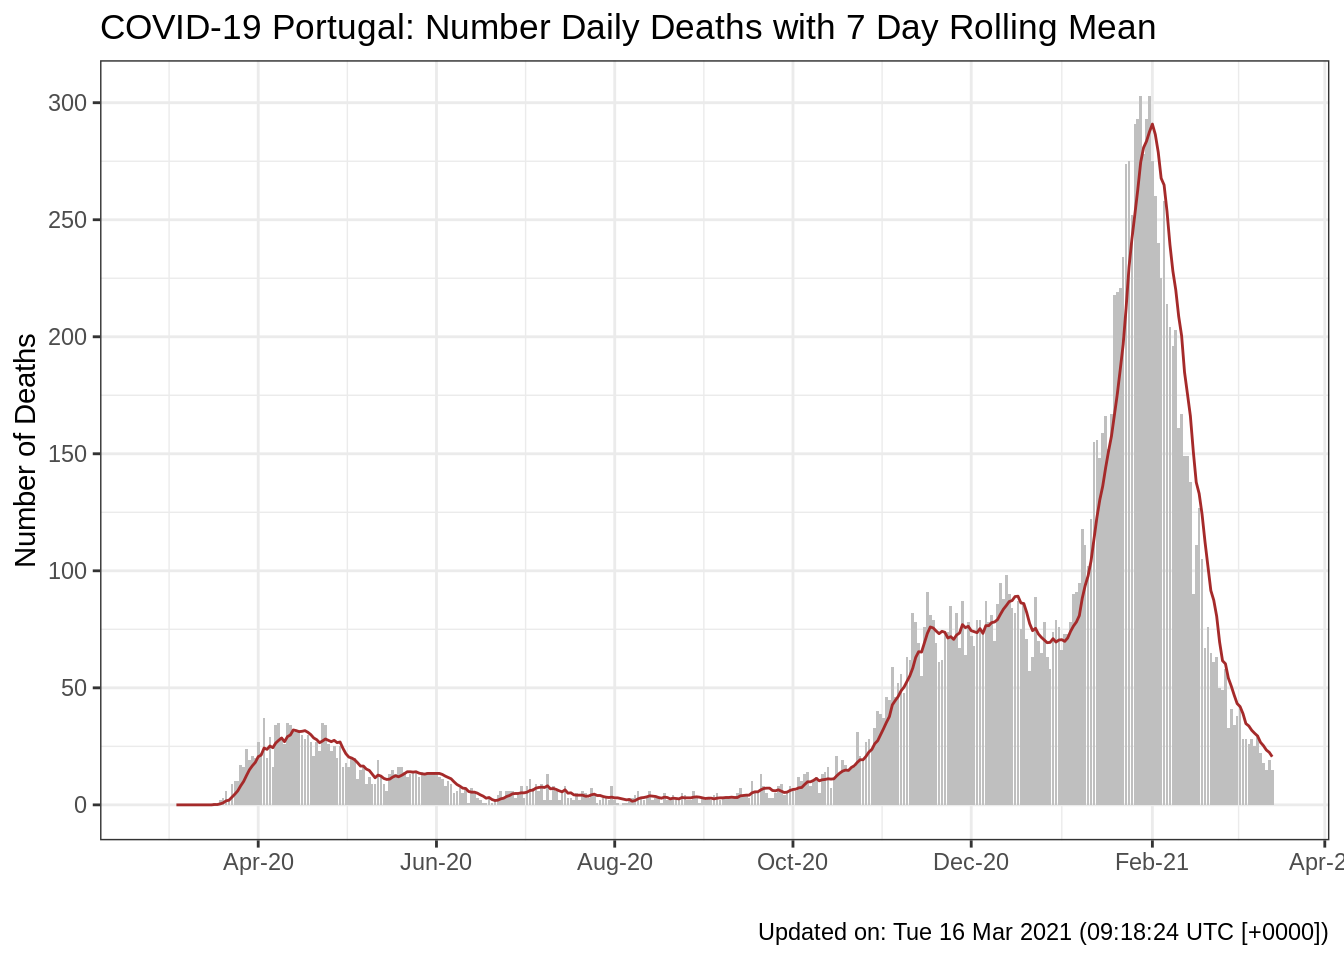 COVID-19 Portugal: Number Daily Deaths with 7 Day Rolling Mean
Number of Deaths
300
250
200
150
100
50
0
Apr-20 Jun-20 Aug-20 Oct-20 Dec-20 Feb-21 Apr-2
Updated on: Tue 16 Mar 2021 (09:18:24 UTC [+0000])